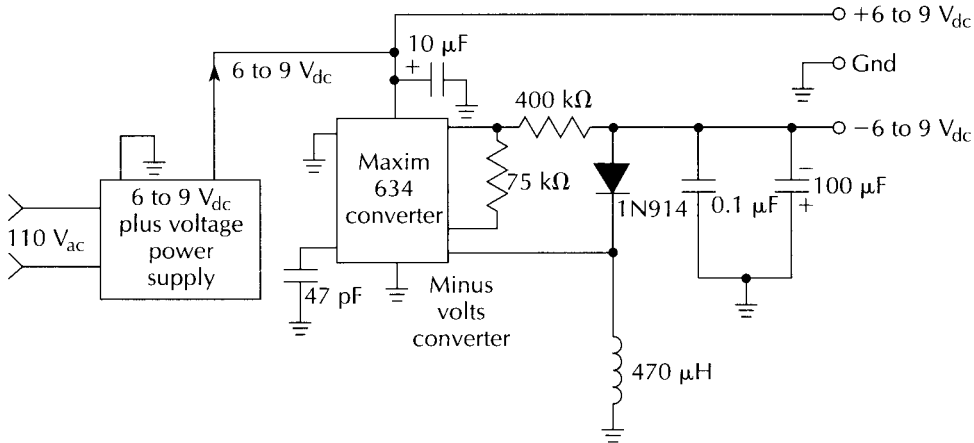 +6 to 9 Vdc
10 μF
+
6 to 9 Vdc
Gnd
400 kΩ
−6 to 9 Vdc
Maxim
634
converter
75 kΩ
1N914
0.1 μF
−
100 μF
+
6 to 9 Vdc
plus voltage
power
supply
110 Vac
47 pF
Minus
volts
converter
470 μH